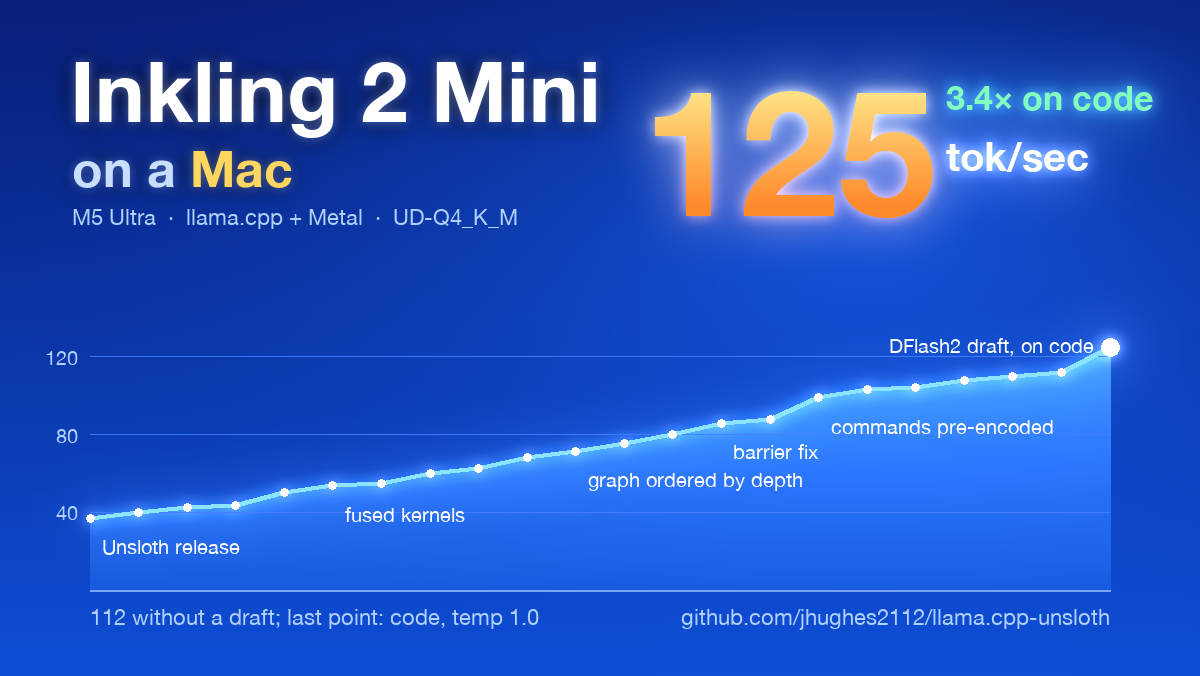 Inkling 2 Mini
on a Mac
M5 Ultra · llama.cpp + Metal · UD-Q4_K_M
125
3.4× on code
tok/sec
DFlash2 draft, on code
120
commands pre-encoded
80
barrier fix
graph ordered by depth
40
fused kernels
Unsloth release
112 without a draft; last point: code, temp 1.0
github.com/jhughes2112/llama.cpp-unsloth